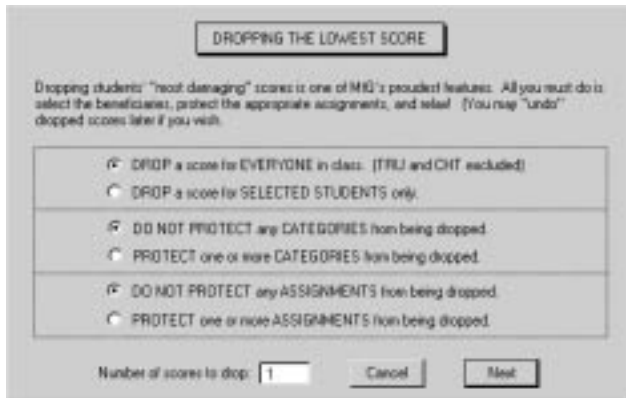 DROPPING THE LOWEST SCORE
Dropping students' "most damaging" scores is one of MIG's proudest features. All you must do is
select the beneficiaries, protect the appropriate assignments, and relax! (You may "undo"
dropped scores later if you wish.
DROP a score for EVERYONE in class. (TRU and CHT excluded)
DROP a score for SELECTED STUDENTS only.
DO NOT PROTECT any CATEGORIES from being dropped.
PROTECT one or more CATEGORIES from being dropped.
DO NOT PROTECT any ASSIGNMENTS from being dropped.
PROTECT one or more ASSIGNMENTS from being dropped.
Number of scores to drop: 1 Cancel Next